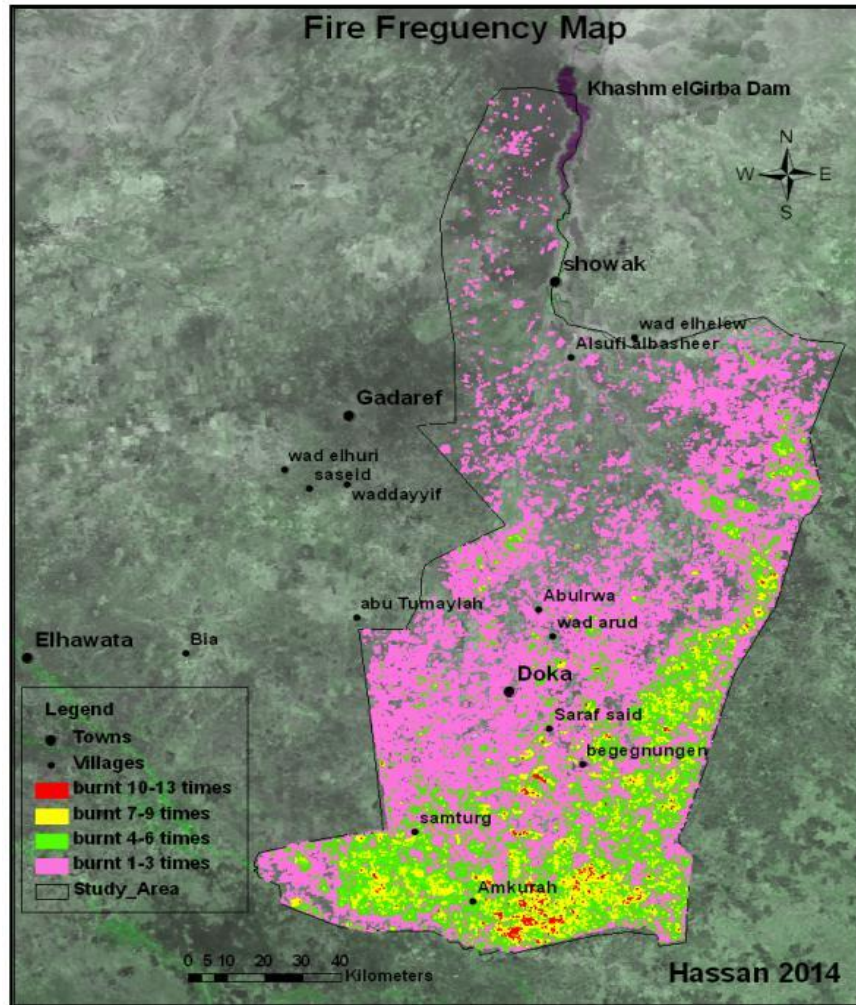 Fire Freguency Map
Khashm elGirba Dam
N
W E
S
showak
wad elhelew
Alsufi albasheer
Gadaref
wad elhuri
saseid
waddayyif
abu Tumaylah
Abulrwa
wad arud
Elhawata
Bia
Doka
Saraf said
begegnungen
samturg
Amkurah
Legend
Towns
Villages
burnt 10-13 times
burnt 7-9 times
burnt 4-6 times
burnt 1-3 times
Study_Area
0 5 10 20 30 40
Kilometers
Hassan 2014